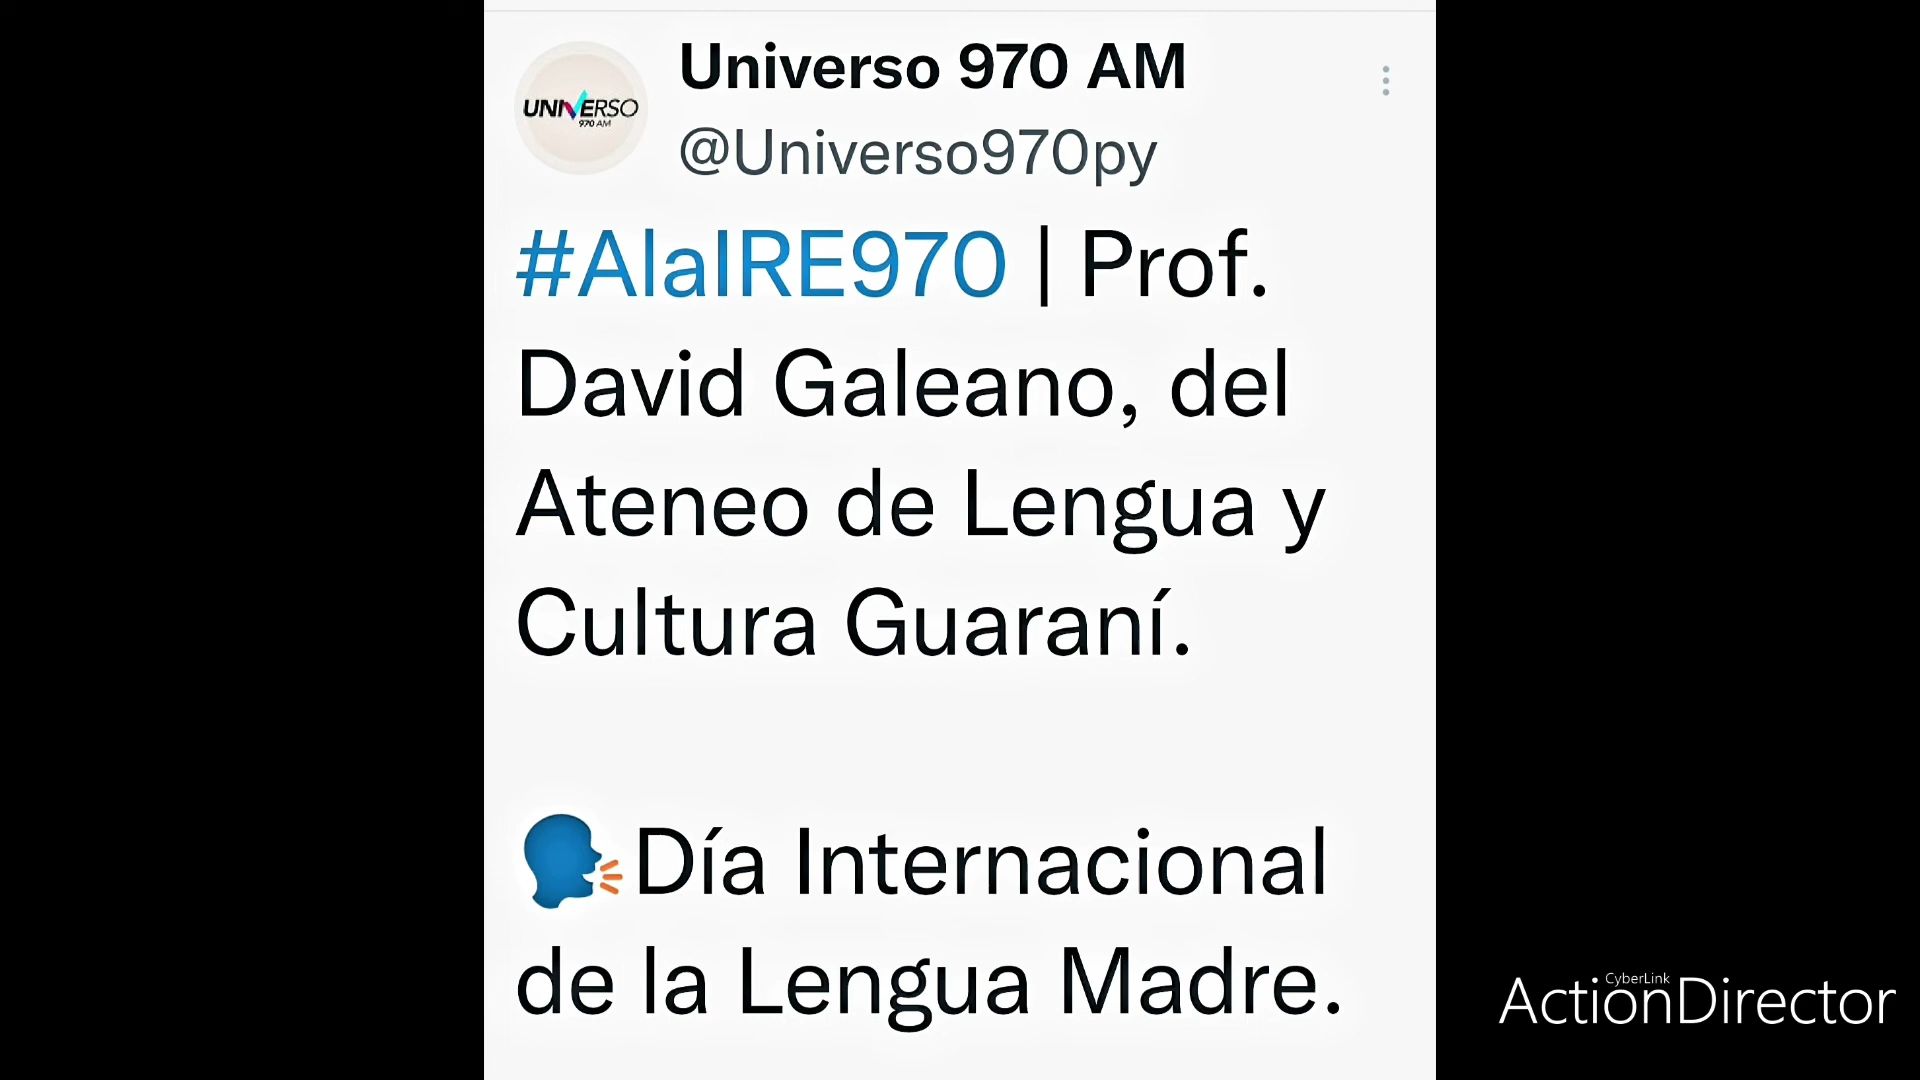 Universo 970 AM
UNIVERSO
970 AM
@Universo970py
#AlaIRE970 | Prof.
David Galeano, del
Ateneo de Lengua y
Cultura Guaraní.
🗣Día Internacional
de la Lengua Madre.
CyberLink
ActionDirector